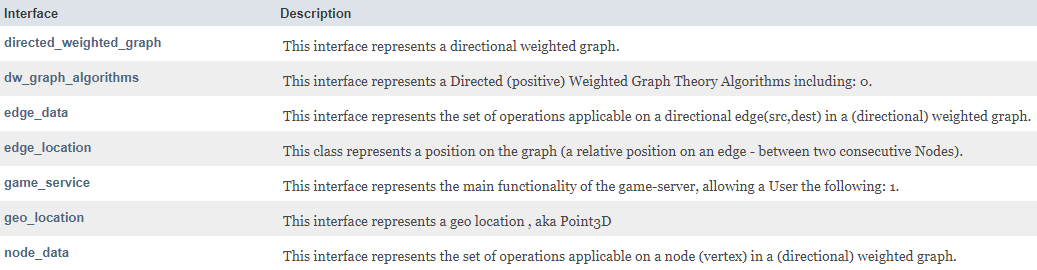 Interface Description
directed_weighted_graph This interface represents a directional weighted graph.
dw_graph_algorithms This interface represents a Directed (positive) Weighted Graph Theory Algorithms including: 0.
edge_data This interface represents the set of operations applicable on a directional edge(src,dest) in a (directional) weighted graph.
edge_location This class represents a position on the graph (a relative position on an edge - between two consecutive Nodes).
game_service This interface represents the main functionality of the game-server, allowing a User the following: 1.
geo_location This interface represents a geo location , aka Point3D
node_data This interface represents the set of operations applicable on a node (vertex) in a (directional) weighted graph.